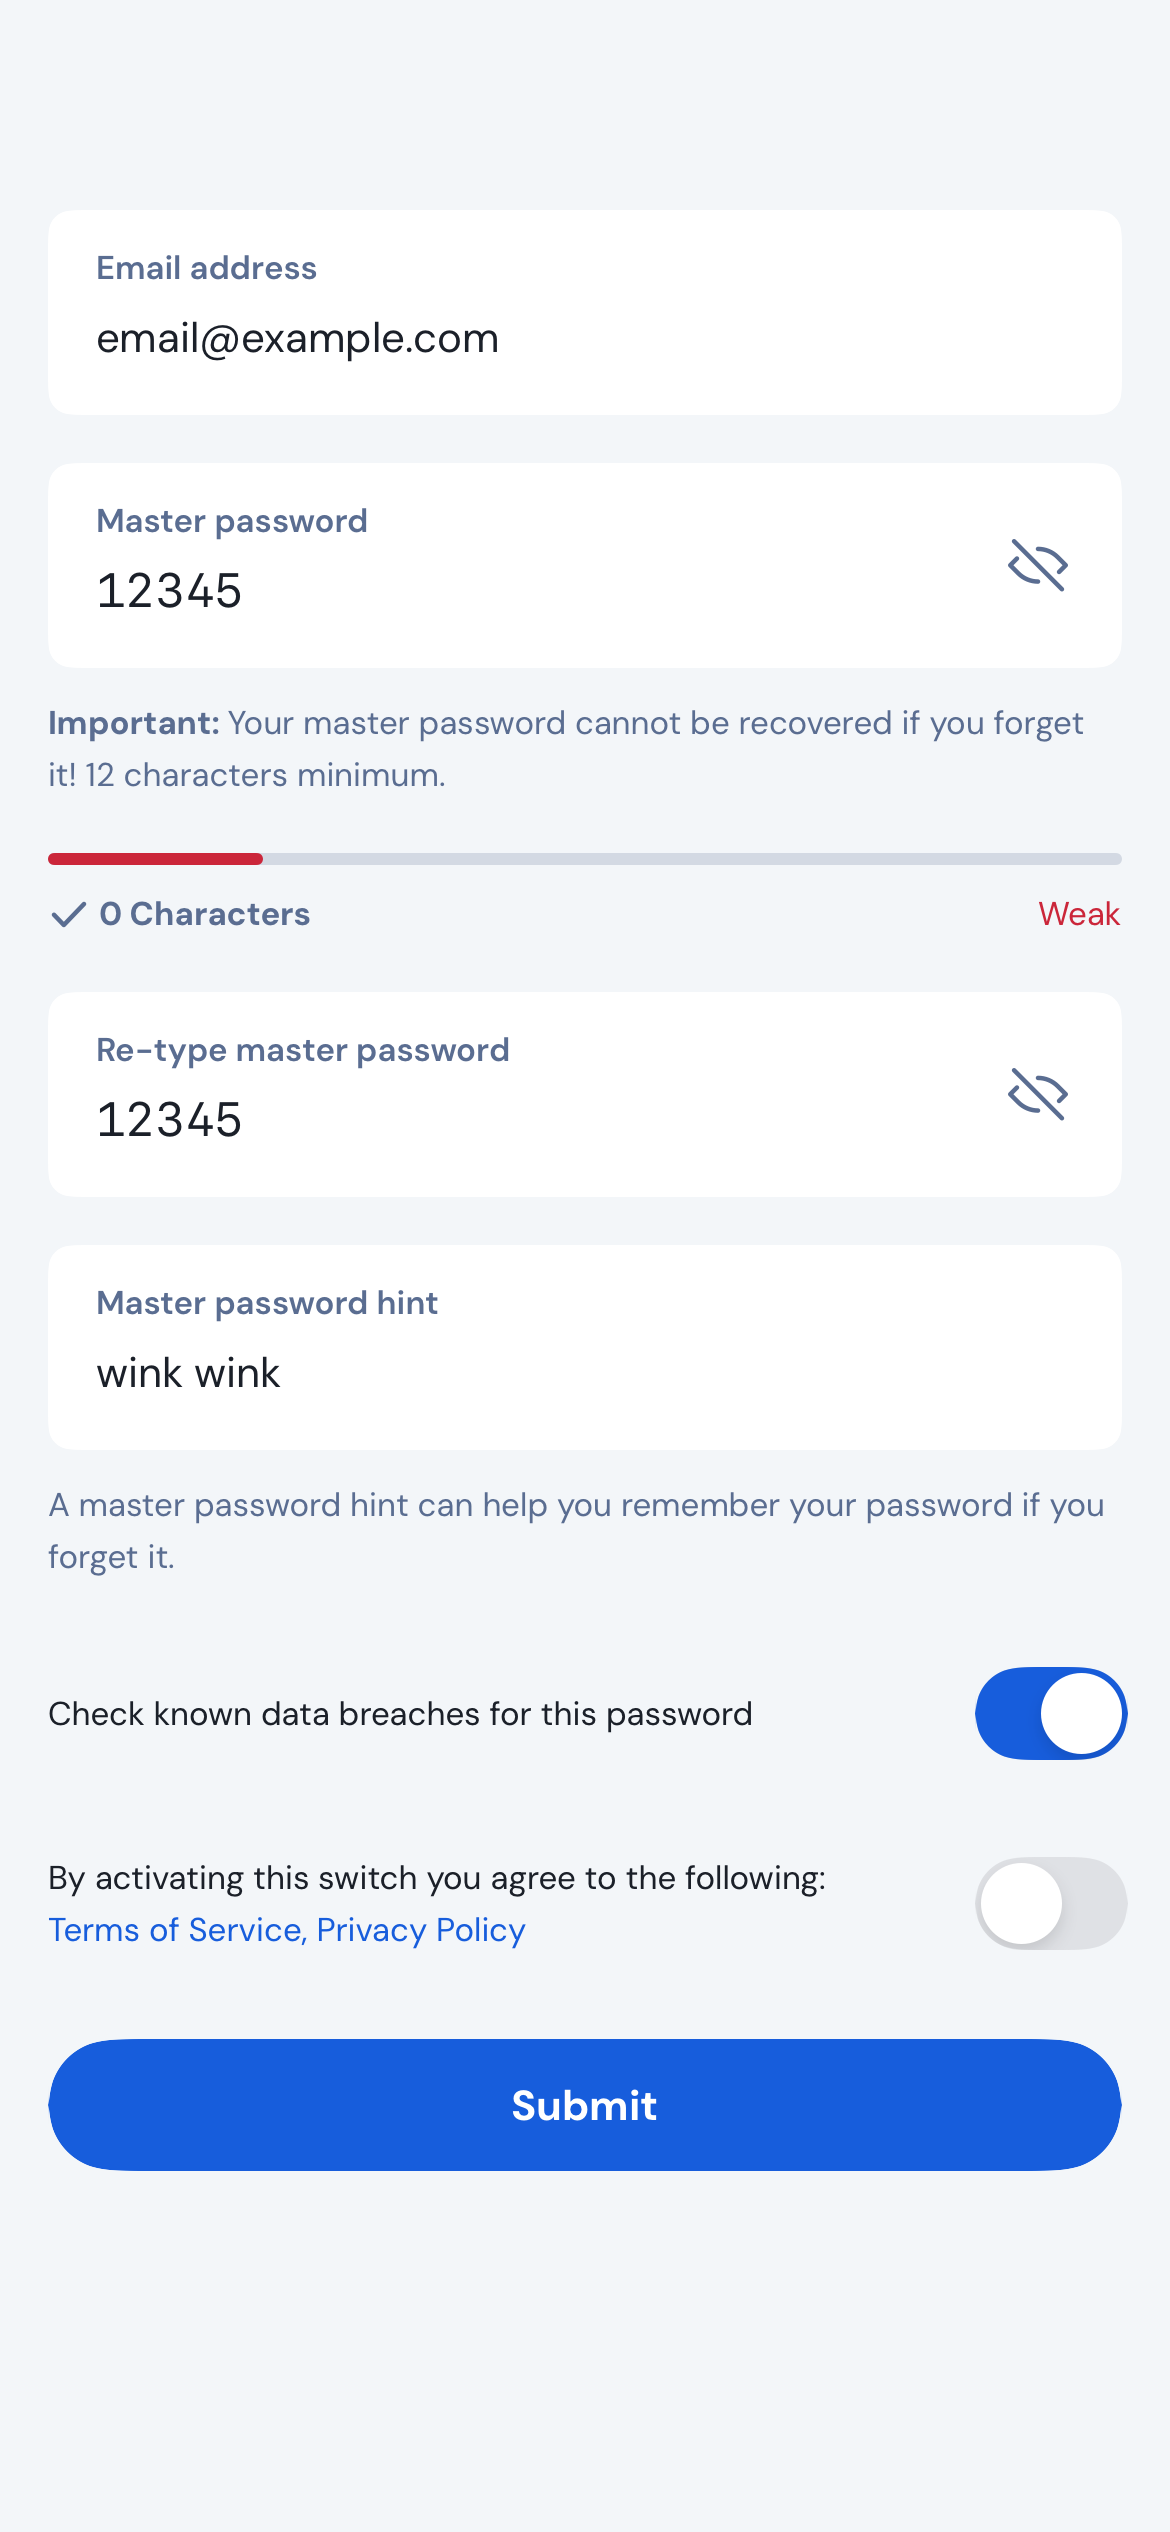 Email address
email@example.com
Master password
12345
Important: Your master password cannot be recovered if you forget
it! 12 characters minimum.
0 Characters
Weak
Re-type master password
12345
Master password hint
wink wink
A master password hint can help you remember your password if you
forget it.
Check known data breaches for this password
By activating this switch you agree to the following:
Terms of Service, Privacy Policy
Submit